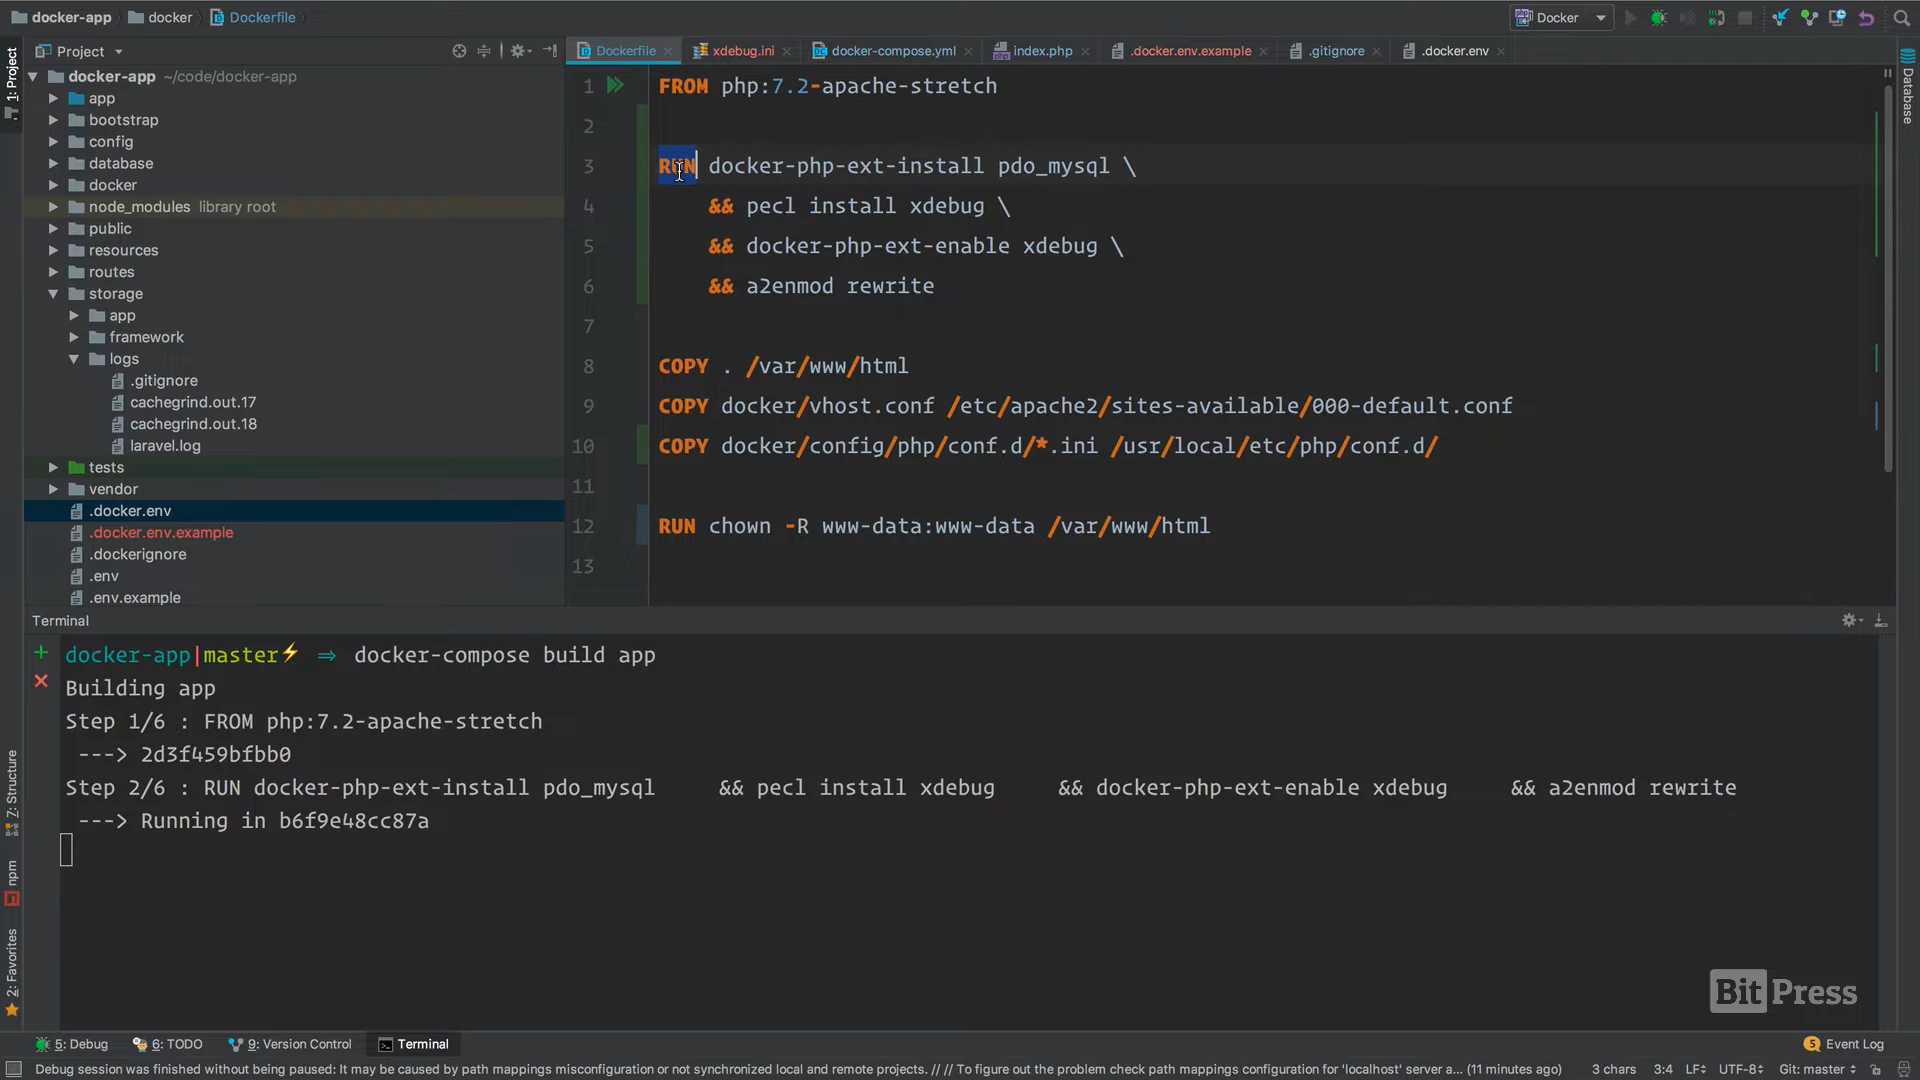 docker-app docker Dockerfile Docker
1: Project
Project
Dockerfile xdebug.ini docker-compose.yml index.php .docker.env.example .gitignore .docker.env
Database
docker-app ~/code/docker-app
app
bootstrap
config
database
docker
node_modules library root
public
resources
routes
storage
app
framework
logs
.gitignore
cachegrind.out.17
cachegrind.out.18
laravel.log
tests
vendor
.docker.env
.docker.env.example
.dockerignore
.env
.env.example
1 FROM php:7.2-apache-stretch
2
3 RUN docker-php-ext-install pdo_mysql \
4 && pecl install xdebug \
5 && docker-php-ext-enable xdebug \
6 && a2enmod rewrite
7
8 COPY . /var/www/html
9 COPY docker/vhost.conf /etc/apache2/sites-available/000-default.conf
10 COPY docker/config/php/conf.d/*.ini /usr/local/etc/php/conf.d/
11
12 RUN chown -R www-data:www-data /var/www/html
13
Terminal
docker-app|master⚡ ⇒ docker-compose build app
Building app
Step 1/6 : FROM php:7.2-apache-stretch
---> 2d3f459bfbb0
Step 2/6 : RUN docker-php-ext-install pdo_mysql && pecl install xdebug && docker-php-ext-enable xdebug && a2enmod rewrite
---> Running in b6f9e48cc87a
7: Structure
npm
2: Favorites
Bit Press
5: Debug 6: TODO 9: Version Control Terminal 5 Event Log
Debug session was finished without being paused: It may be caused by path mappings misconfiguration or not synchronized local and remote projects. // // To figure out the problem check path mappings configuration for 'localhost' server a... (11 minutes ago) 3 chars 3:4 LF÷ UTF-8÷ Git: master÷